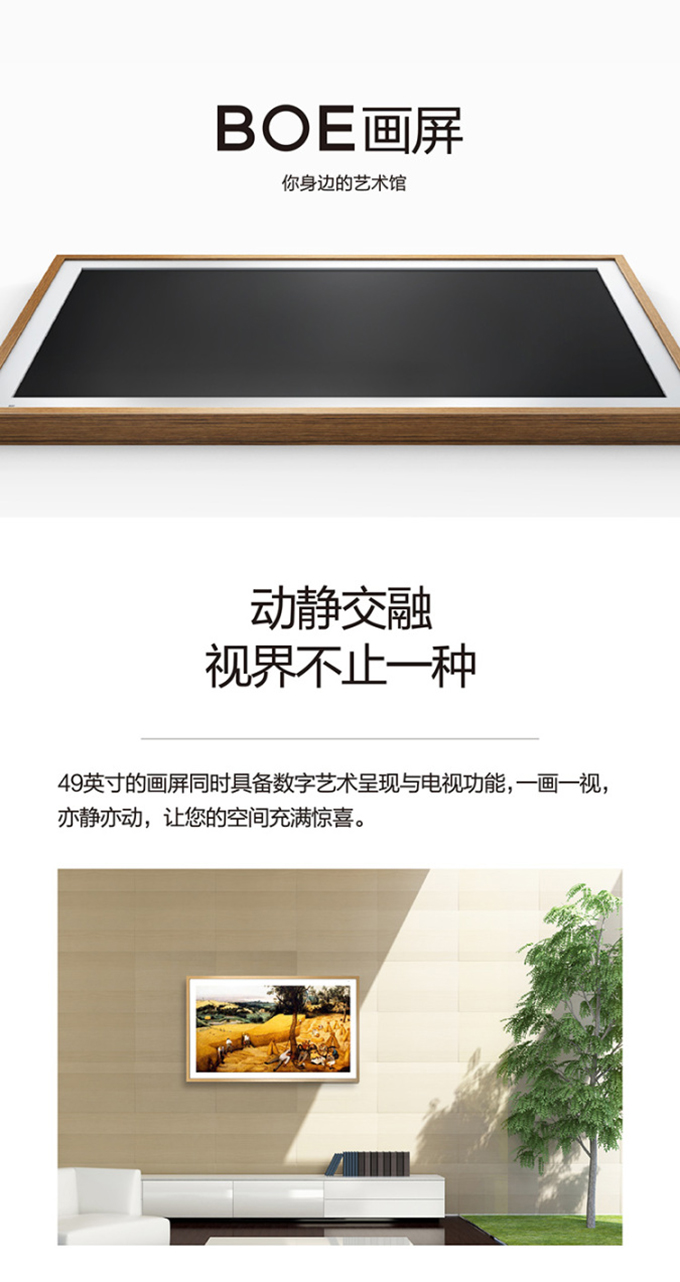 BOE画屏
你身边的艺术馆
动静交融
视界不止一种
49英寸的画屏同时具备数字艺术呈现与电视功能，一画一视，
亦静亦动，让您的空间充满惊喜。